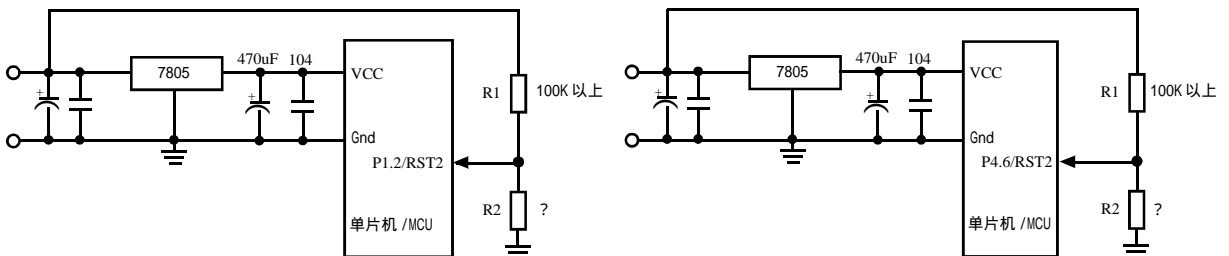 470uF 104
7805
VCC
R1 100K 以上
Gnd
P1.2/RST2
R2 ?
单片机 /MCU
+
+
470uF 104
7805
VCC
R1 100K 以上
Gnd
P4.6/RST2
R2 ?
单片机 /MCU
+
+